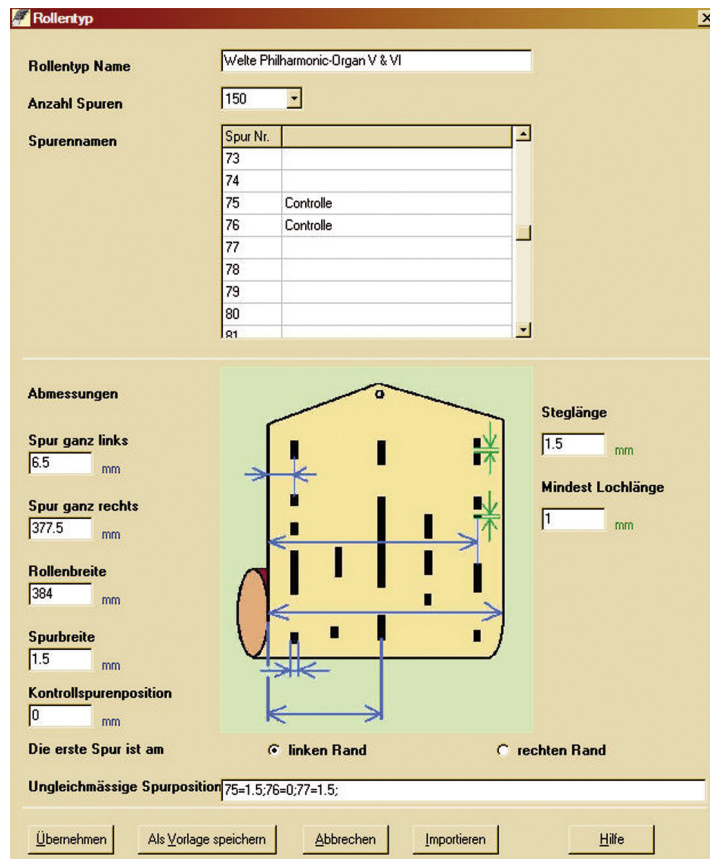 Rollentyp
Rollentyp Name
Welte Philharmonic-Organ V & VI
Anzahl Spuren
150
Spurennamen
Spur Nr.
73
74
75 Controlle
76 Controlle
77
78
79
80
81
Abmessungen
Spur ganz links
6.5 mm
Spur ganz rechts
377.5 mm
Rollenbreite
384 mm
Spurbreite
1.5 mm
Kontrollspurenposition
0 mm
Steglänge
1.5 mm
Mindest Lochlänge
1 mm
Die erste Spur ist am linken Rand rechten Rand
Ungleichmässige Spurposition 75=1.5;76=0;77=1.5;
Übernehmen Als Vorlage speichern Abbrechen Importieren Hilfe